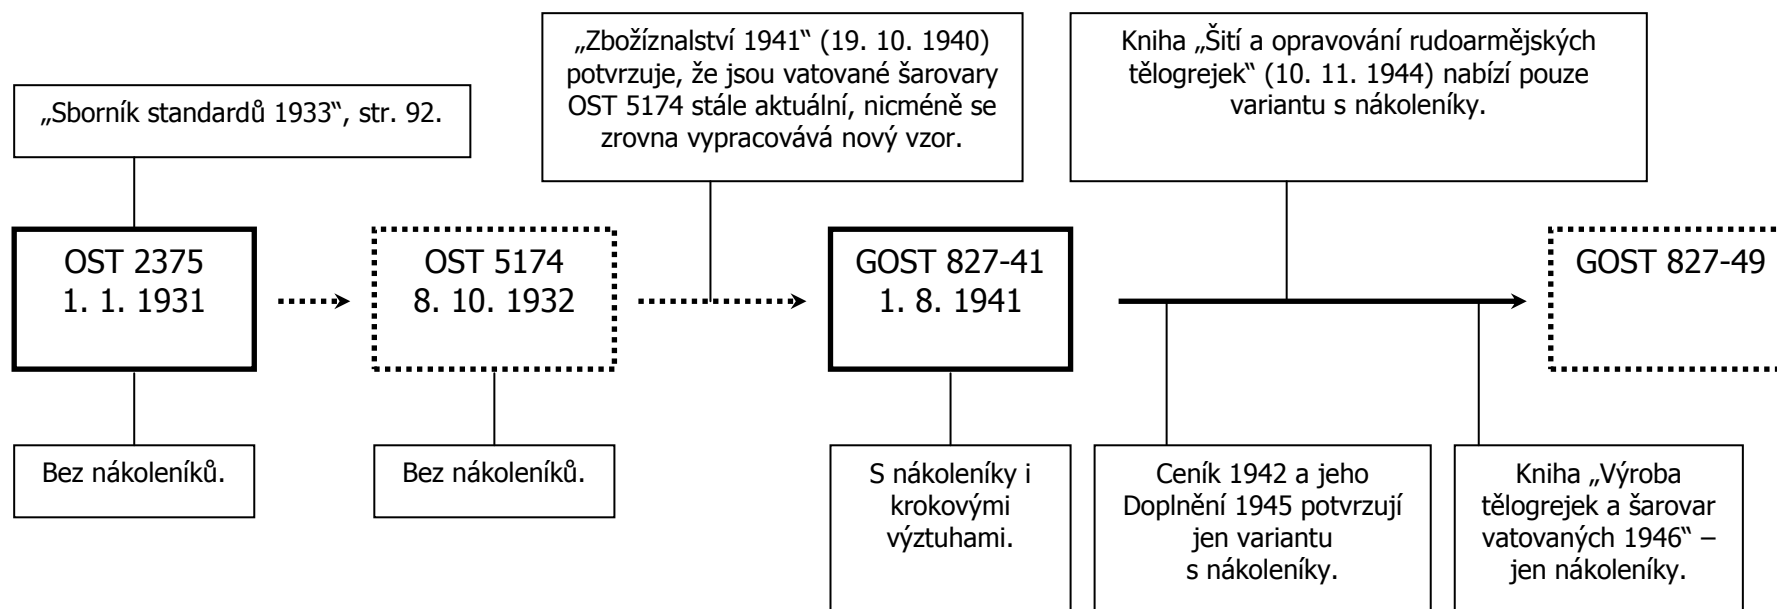 „Sborník standardů 1933“, str. 92.
„Zbožíznalství 1941“ (19. 10. 1940)
potvrzuje, že jsou vatované šarovary
OST 5174 stále aktuální, nicméně se
zrovna vypracovává nový vzor.
Kniha „Šití a opravování rudoarmějských
tělogrejek“ (10. 11. 1944) nabízí pouze
variantu s nákoleníky.
OST 2375
1. 1. 1931
OST 5174
8. 10. 1932
GOST 827-41
1. 8. 1941
GOST 827-49
Bez nákoleníků.
Bez nákoleníků.
S nákoleníky i
krokovými
výztuhami.
Ceník 1942 a jeho
Doplnění 1945 potvrzují
jen variantu
s nákoleníky.
Kniha „Výroba
tělogrejek a šarovar
vatovaných 1946“ –
jen nákoleníky.